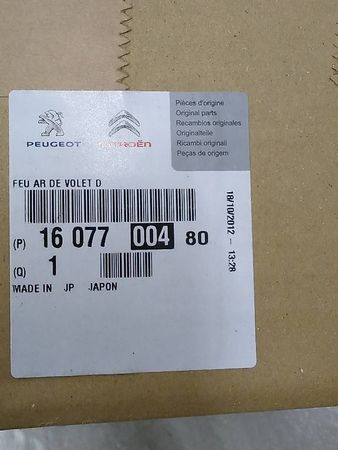 PEUGEOT CITROËN
Pièces d'origine
Original parts
Recambios originales
Originalteile
Ricambi originali
Peças de origem
FEU AR DE VOLET D
18/10/2012 – 13:28
(P) 16 077 004 80
(Q) 1
MADE IN JP JAPON